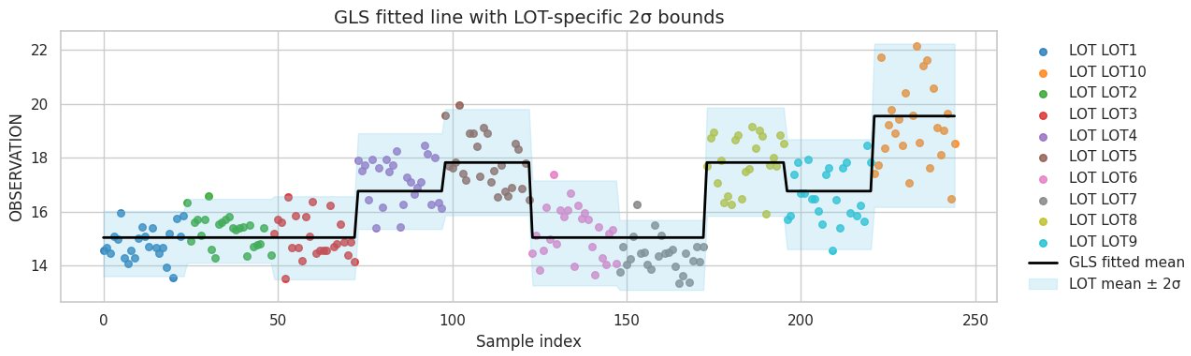 GLS fitted line with LOT-specific 2σ bounds
OBSERVATION
22
20
18
16
14
0
50
100
150
200
250
Sample index
LOT LOT1
LOT LOT10
LOT LOT2
LOT LOT3
LOT LOT4
LOT LOT5
LOT LOT6
LOT LOT7
LOT LOT8
LOT LOT9
GLS fitted mean
LOT mean ± 2σ